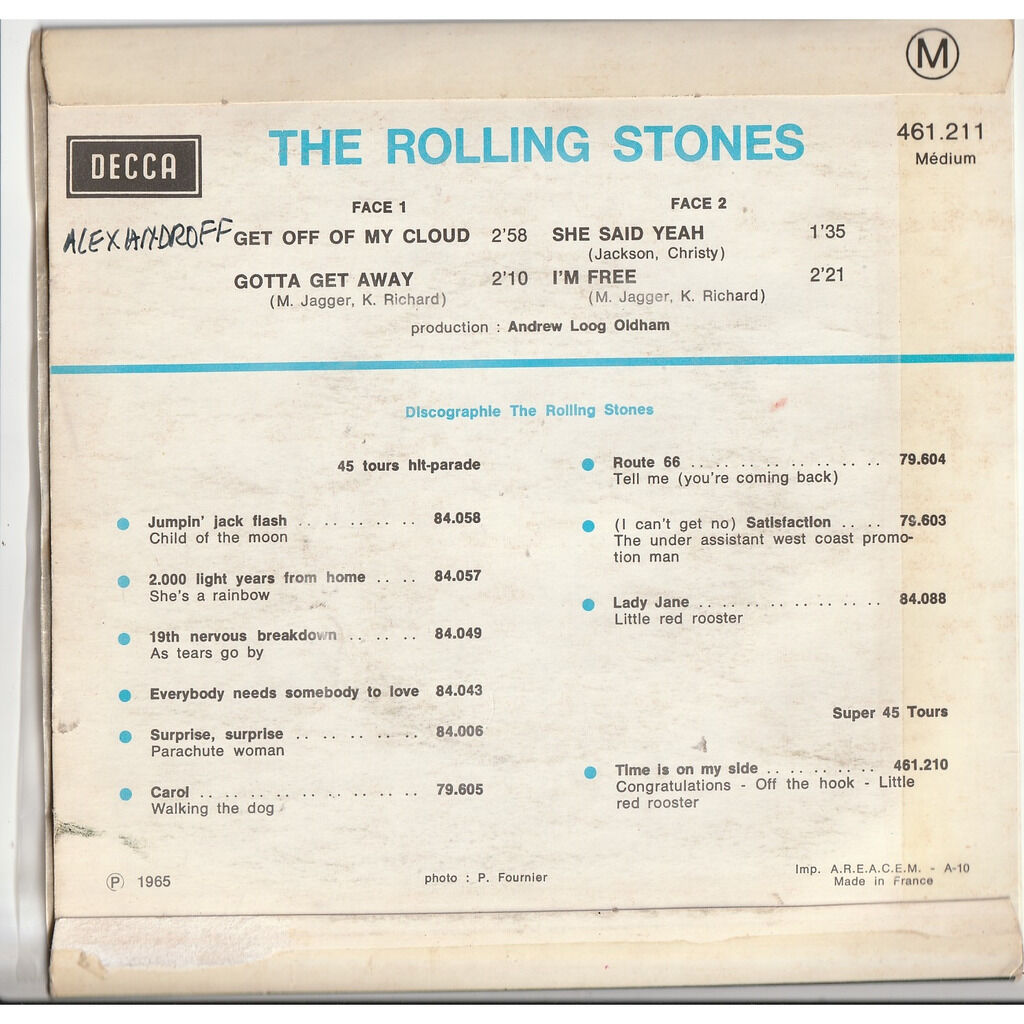 M
DECCA
THE ROLLING STONES
461.211
Médium
ALEXANDROFF
FACE 1
GET OFF OF MY CLOUD 2'58
GOTTA GET AWAY 2'10
(M. Jagger, K. Richard)
FACE 2
SHE SAID YEAH 1'35
(Jackson, Christy)
I'M FREE 2'21
(M. Jagger, K. Richard)
production : Andrew Loog Oldham
Discographie The Rolling Stones
45 tours hit-parade
● Jumpin' jack flash .. .. .. .. .. 84.058
Child of the moon
● 2.000 light years from home .. .. 84.057
She's a rainbow
● 19th nervous breakdown .. .. .. 84.049
As tears go by
● Everybody needs somebody to love 84.043
● Surprise, surprise .. .. .. .. .. 84.006
Parachute woman
● Carol .. .. .. .. .. .. .. .. .. 79.605
Walking the dog
● Route 66 .. .. .. .. .. .. .. .. 79.604
Tell me (you're coming back)
● (I can't get no) Satisfaction .. .. 79.603
The under assistant west coast promo-
tion man
● Lady Jane .. .. .. .. .. .. .. .. 84.088
Little red rooster
Super 45 Tours
● Time is on my side .. .. .. .. .. 461.210
Congratulations - Off the hook - Little
red rooster
Ⓟ 1965
photo : P. Fournier
Imp. A.R.E.A.C.E.M. - A-10
Made in France